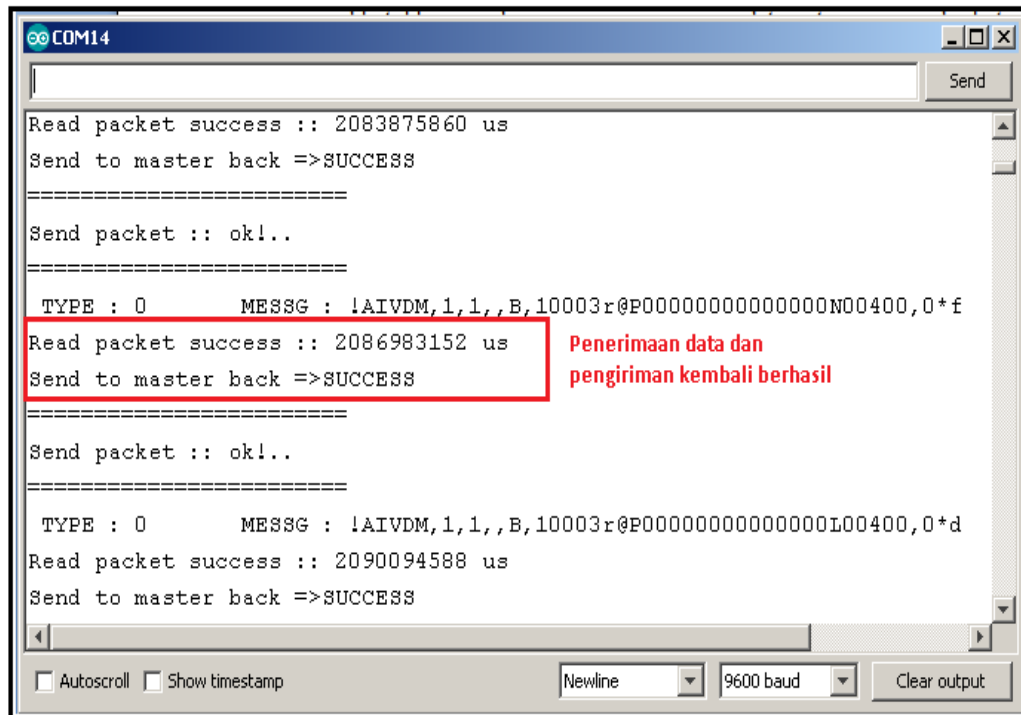 COM14
Send
Read packet success :: 2083875860 us
Send to master back =>SUCCESS
========================
Send packet :: ok!..
========================
TYPE : 0 MESSG : !AIVDM,1,1,,B,10003r@P00000000000000N00400,0*f
Read packet success :: 2086983152 us
Send to master back =>SUCCESS
Penerimaan data dan
pengiriman kembali berhasil
========================
Send packet :: ok!..
========================
TYPE : 0 MESSG : !AIVDM,1,1,,B,10003r@P00000000000000L00400,0*d
Read packet success :: 2090094588 us
Send to master back =>SUCCESS
Autoscroll Show timestamp Newline 9600 baud Clear output